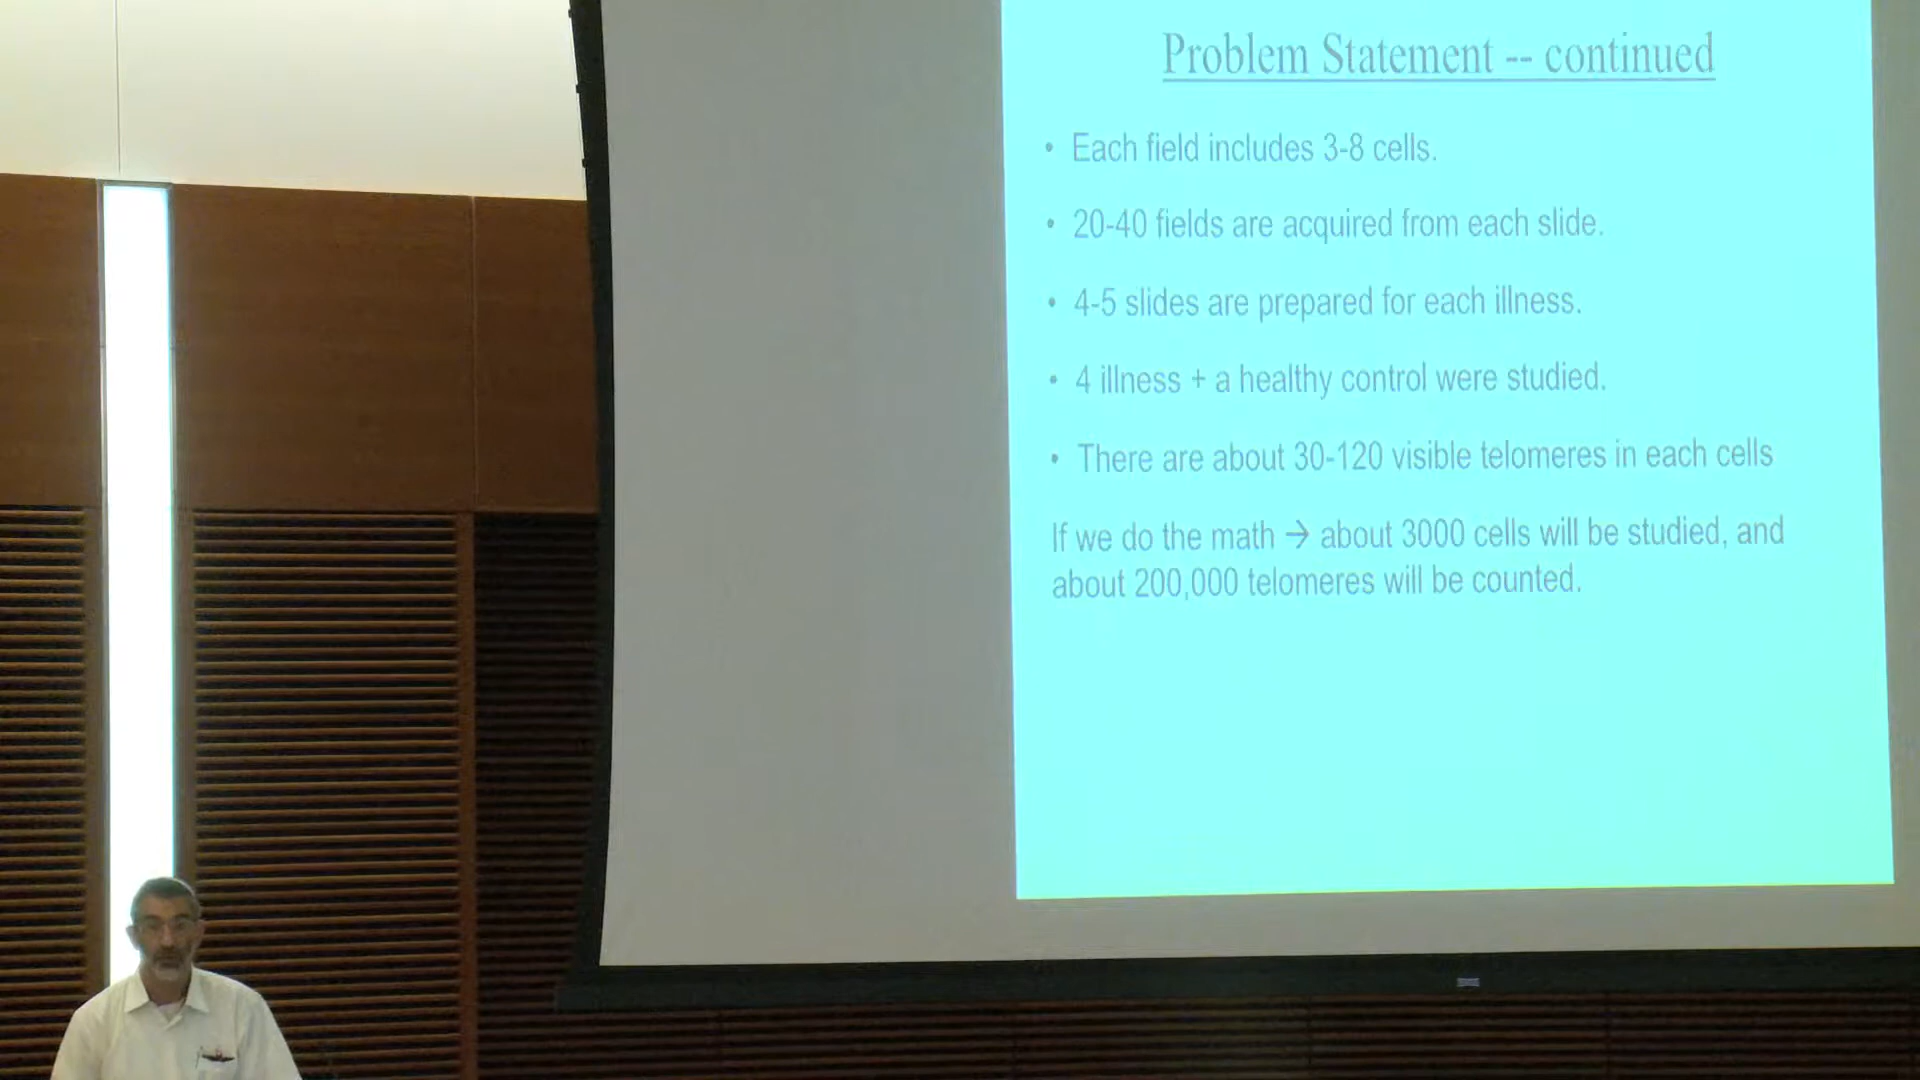 Problem Statement -- continued
• Each field includes 3-8 cells.
• 20-40 fields are acquired from each slide.
• 4-5 slides are prepared for each illness.
• 4 illness + a healthy control were studied.
• There are about 30-120 visible telomeres in each cells
If we do the math → about 3000 cells will be studied, and
about 200,000 telomeres will be counted.